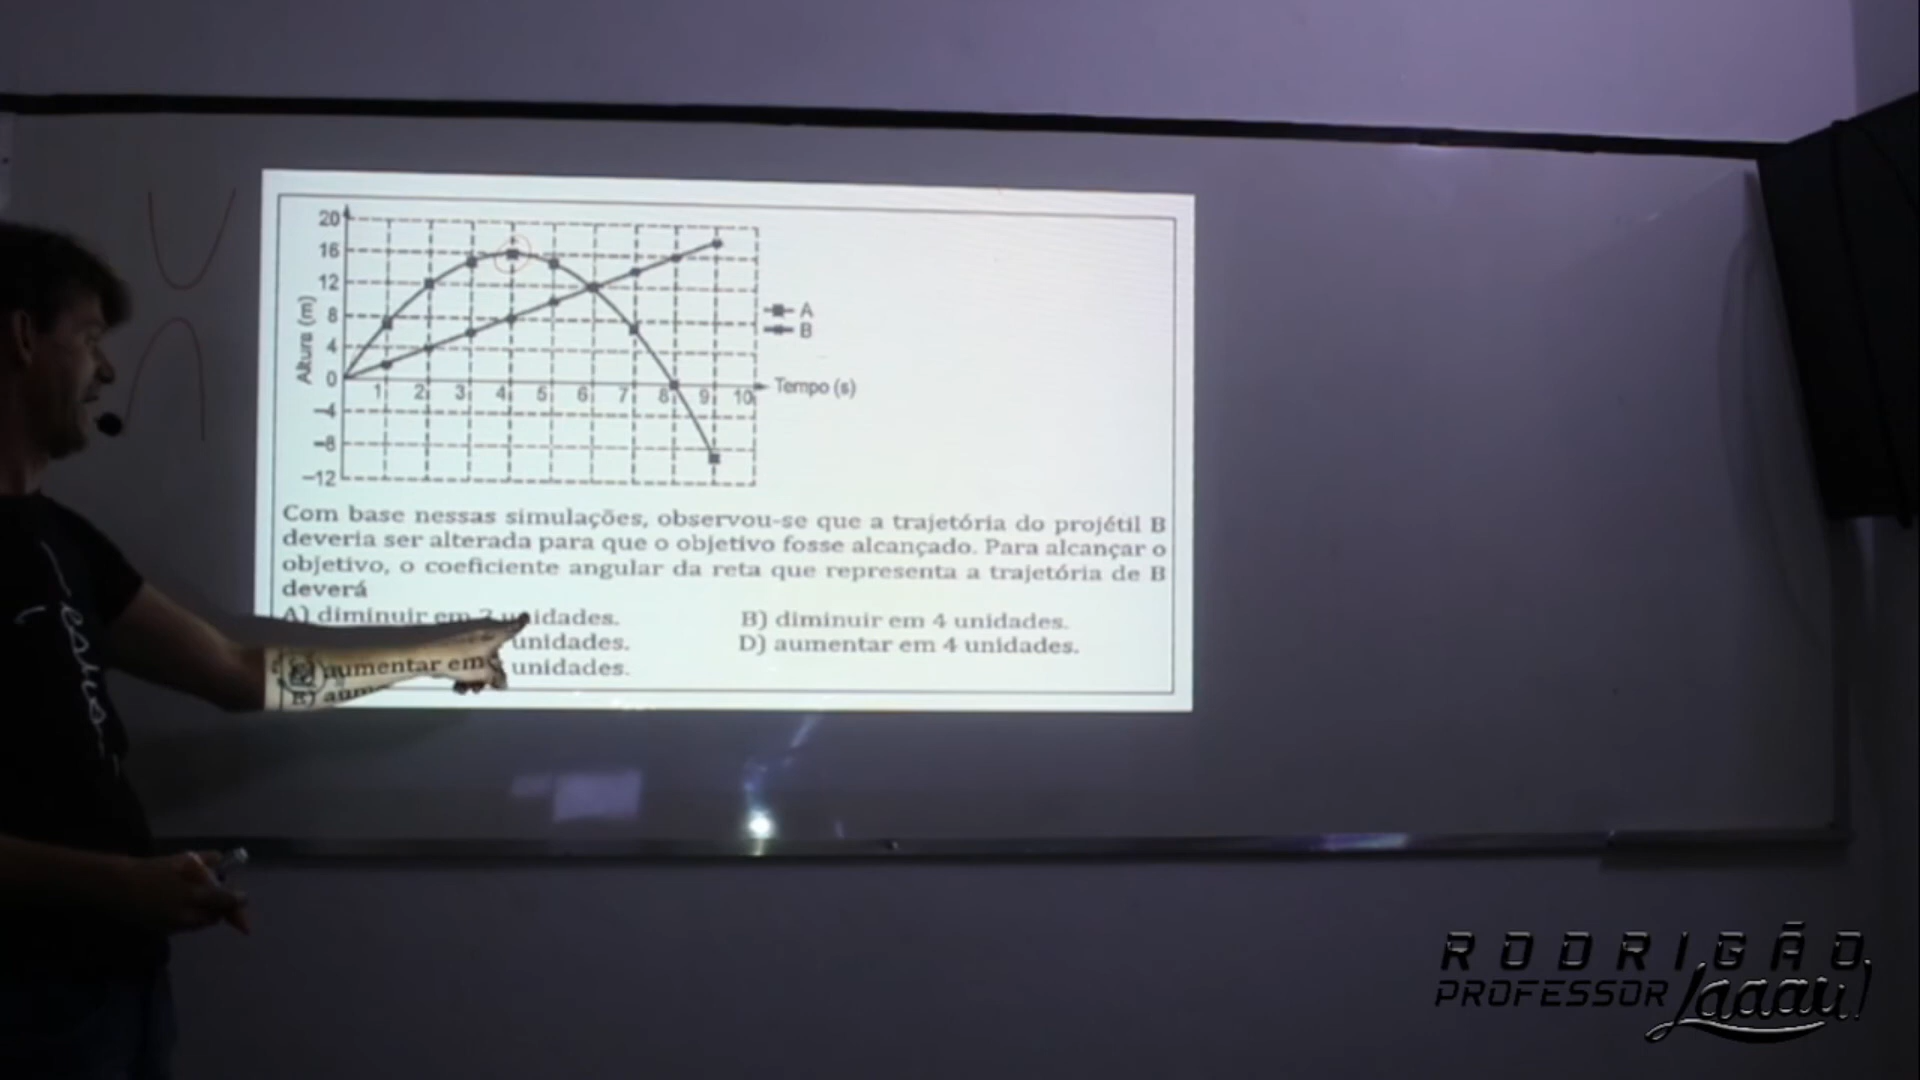 20
16
12
8
4
0
-4
-8
-12
Altura (m)
1 2 3 4 5 6 7 8 9 10
Tempo (s)
A
B
Com base nessas simulações, observou-se que a trajetória do projétil B
deveria ser alterada para que o objetivo fosse alcançado. Para alcançar o
objetivo, o coeficiente angular da reta que representa a trajetória de B
deverá
A) diminuir em unidades.
B) diminuir em 4 unidades.
unidades.
D) aumentar em 4 unidades.
aumentar em unidades.
RODRIGÃO
PROFESSOR Laaau!